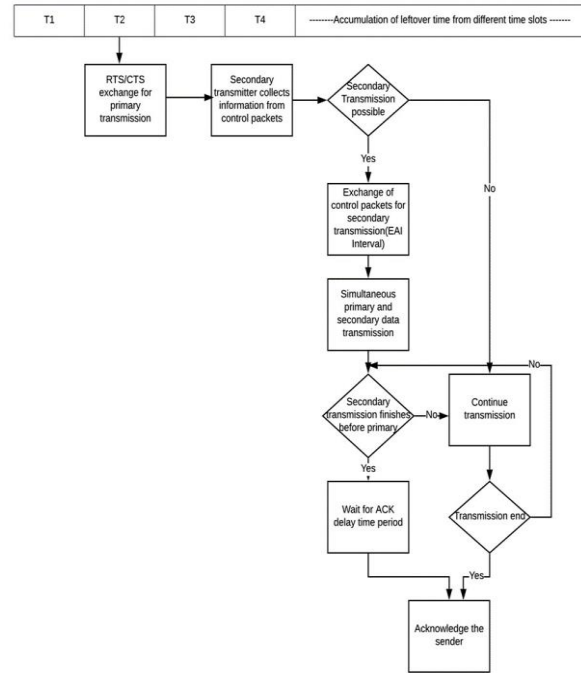 T1 T2 T3 T4 --------Accumulation of leftover time from different time slots -------
RTS/CTS
exchange for
primary
transmission
Secondary
transmitter collects
information from
control packets
Secondary
Transmission
possible
Yes
No
Exchange of
control packets for
secondary
transmission(EAI
Interval)
Simultaneous
primary and
secondary data
transmission
No
Secondary
transmission finishes
before primary
No
Continue
transmission
Yes
Wait for ACK
delay time period
Transmission end
Yes
Acknowledge the
sender